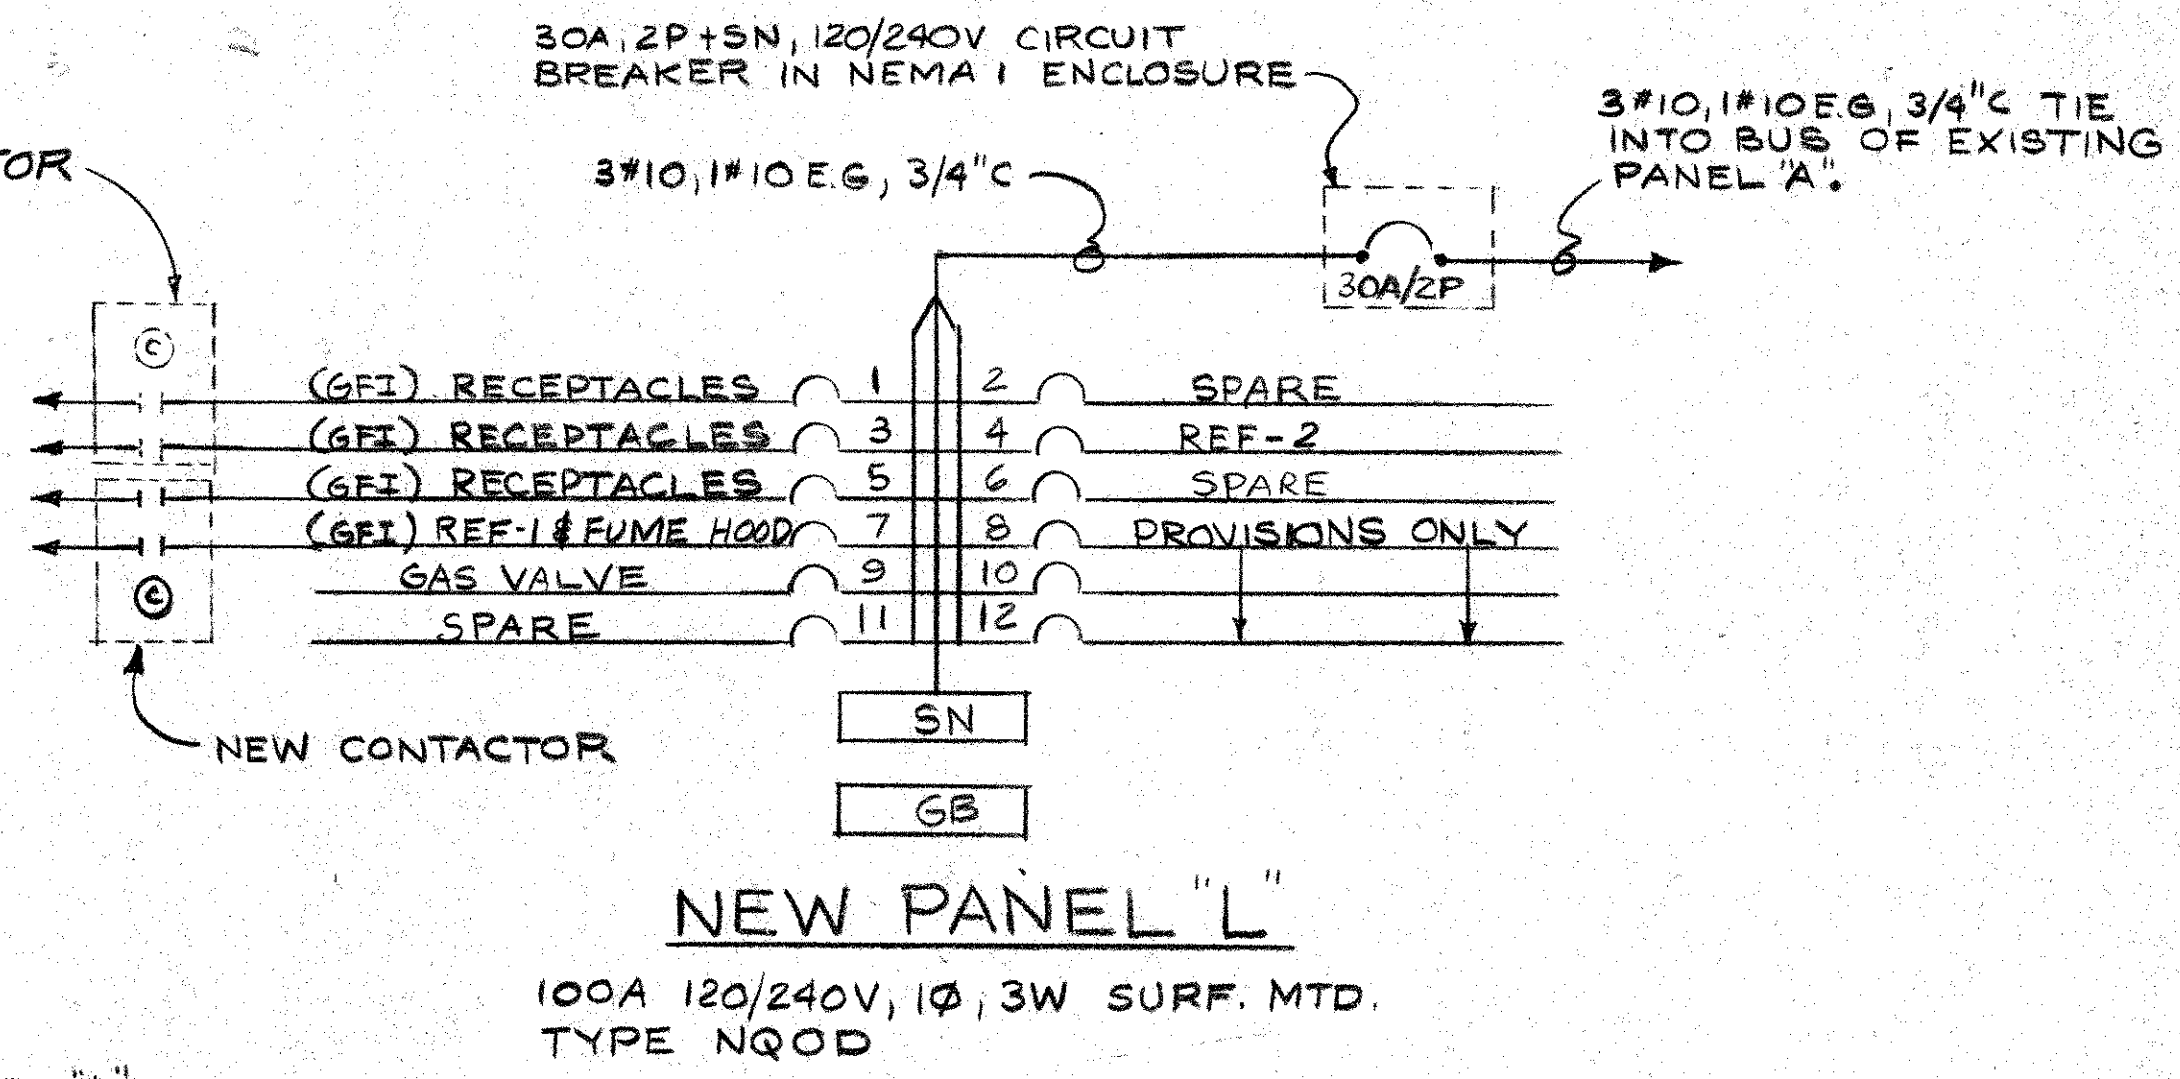 30A, 2P+SN, 120/240V CIRCUIT
BREAKER IN NEMA 1 ENCLOSURE
3#10, 1#10 E.G, 3/4"C TIE
INTO BUS OF EXISTING
PANEL "A".
TOR
3#10, 1#10 E.G, 3/4"C
30A/2P
C
(GFI) RECEPTACLES 1 2 SPARE
(GFI) RECEPTACLES 3 4 REF-2
(GFI) RECEPTACLES 5 6 SPARE
(GFI) REF-1 & FUME HOOD 7 8 PROVISIONS ONLY
GAS VALVE 9 10
C
SPARE 11 12
SN
NEW CONTACTOR
GB
NEW PANEL "L"
100A 120/240V, 1Ø, 3W SURF. MTD.
TYPE NQOD